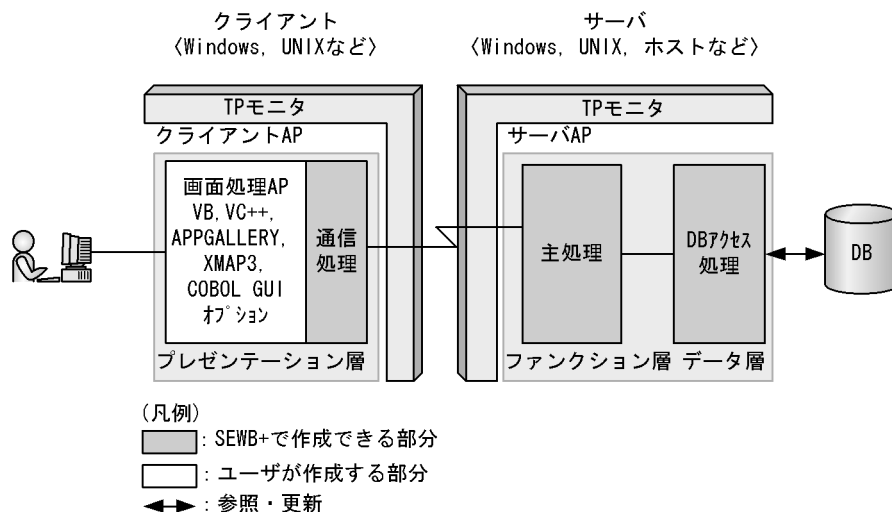 クライアント
〈Windows, UNIXなど〉
サーバ
〈Windows, UNIX, ホストなど〉
TPモニタ
TPモニタ
クライアントAP
サーバAP
画面処理AP
VB,VC++,
APPGALLERY,
XMAP3,
COBOL GUI
オプション
通信
処理
主処理
DBアクセス
処理
DB
プレゼンテーション層
ファンクション層
データ層
(凡例)
：SEWB+で作成できる部分
：ユーザが作成する部分
：参照・更新